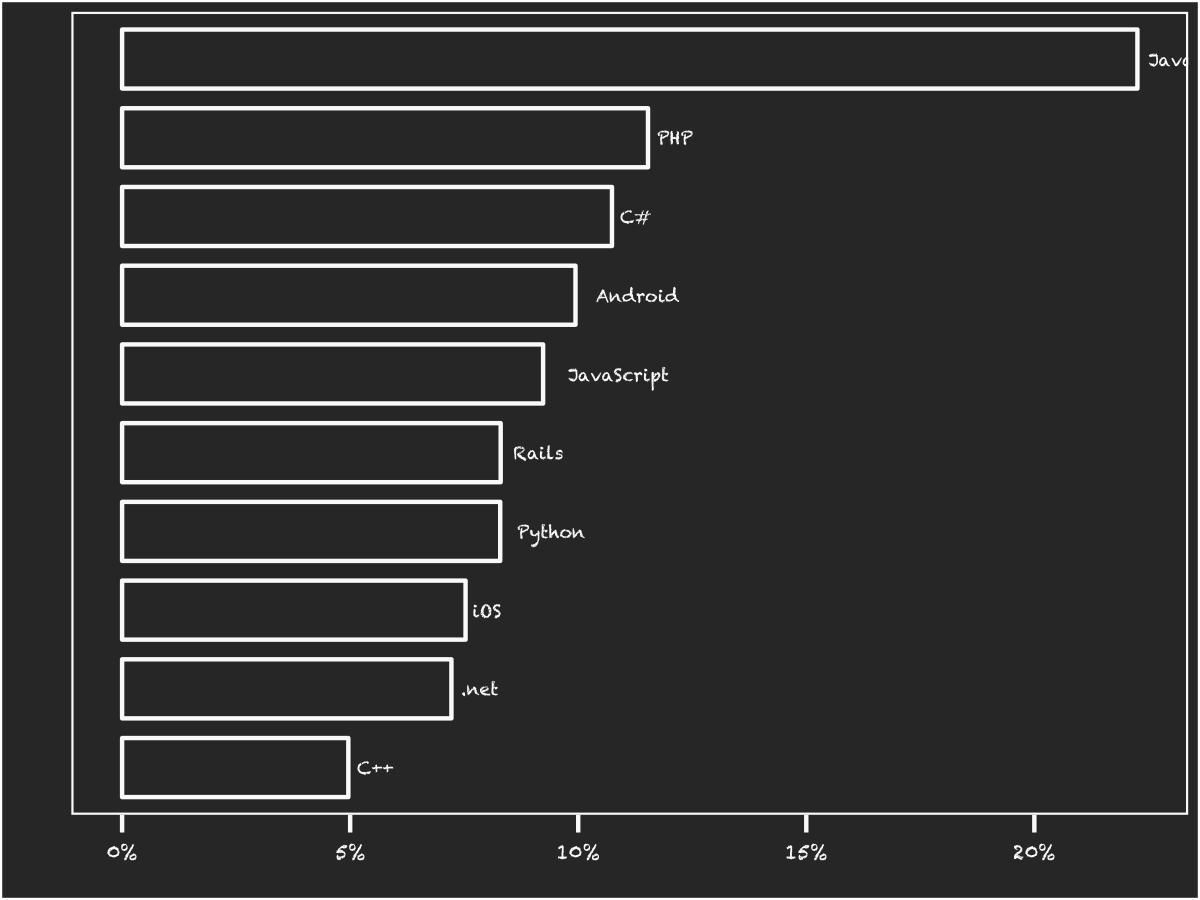 Java
PHP
C#
Android
JavaScript
Rails
Python
iOS
.net
C++
0% 5% 10% 15% 20%